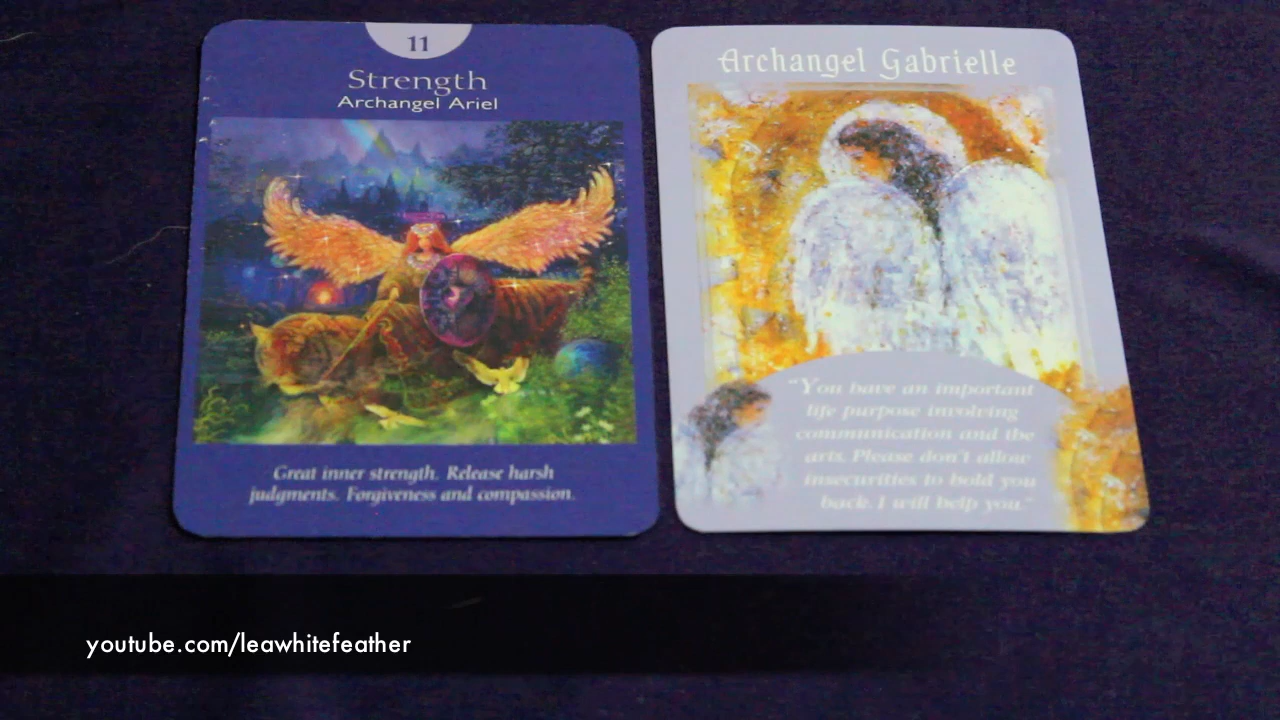 11
Strength
Archangel Ariel
Great inner strength. Release harsh
judgments. Forgiveness and compassion.
Archangel Gabrielle
"You have an important
life purpose involving
communication and the
arts. Please don't allow
insecurities to hold you
back. I will help you."
youtube.com/leawhitefeather